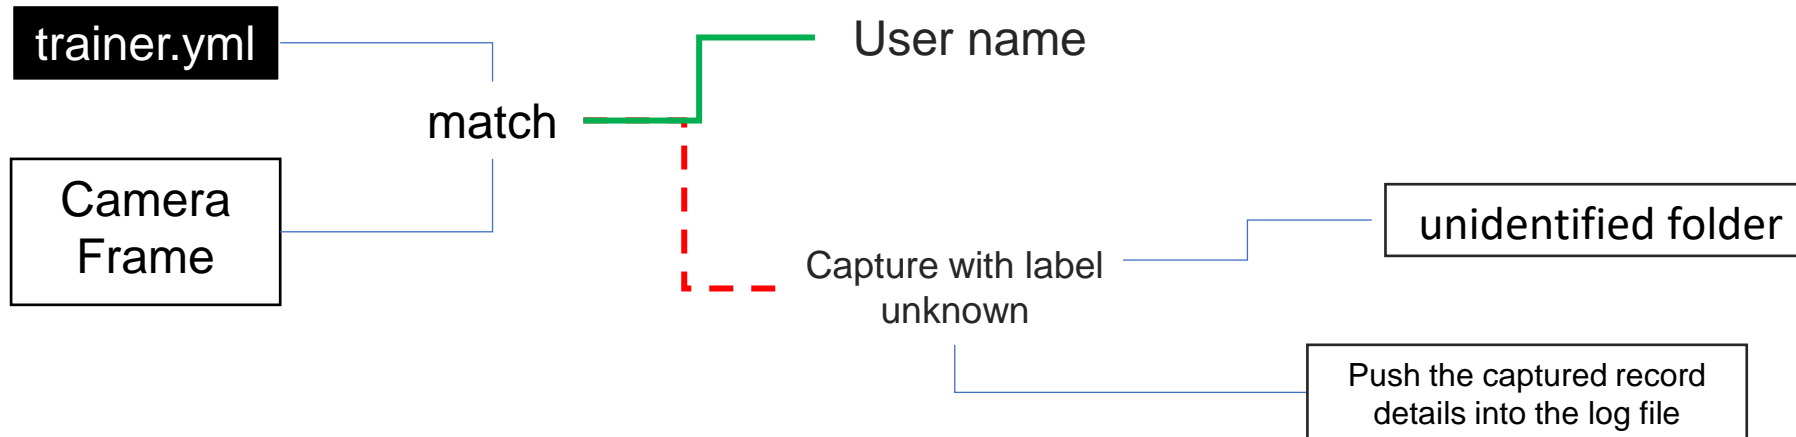 trainer.yml
User name
match
Camera
Frame
unidentified folder
Capture with label
unknown
Push the captured record
details into the log file